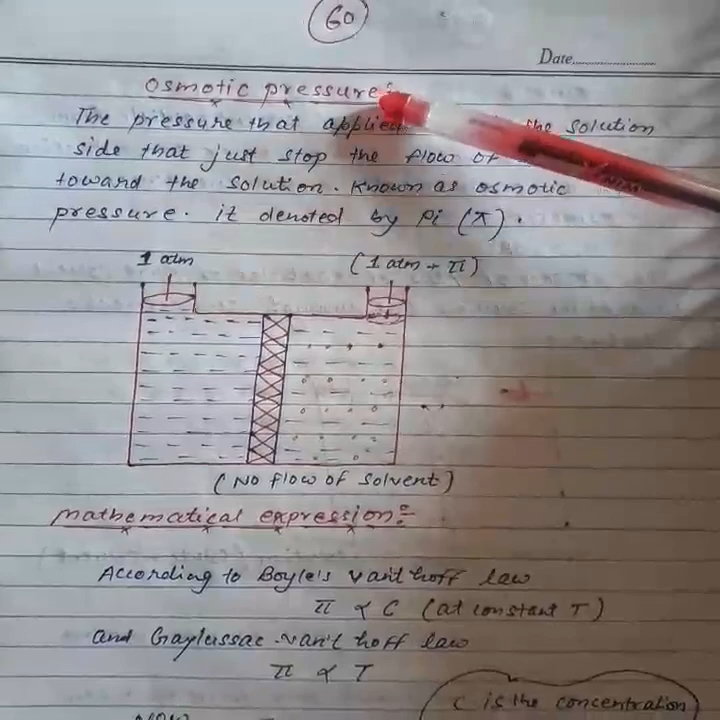 60
Date
Osmotic pressure:
The pressure that applied the solution
side that just stop the flow of
toward the solution. Known as osmotic
pressure. it denoted by Pi (π).
1 atm
(1 atm + π)
(No flow of solvent)
Mathematical expression:
According to Boyle's van't hoff law
π ∝ C (at constant T)
and Gaylussac-van't hoff law
π ∝ T
C is the concentration